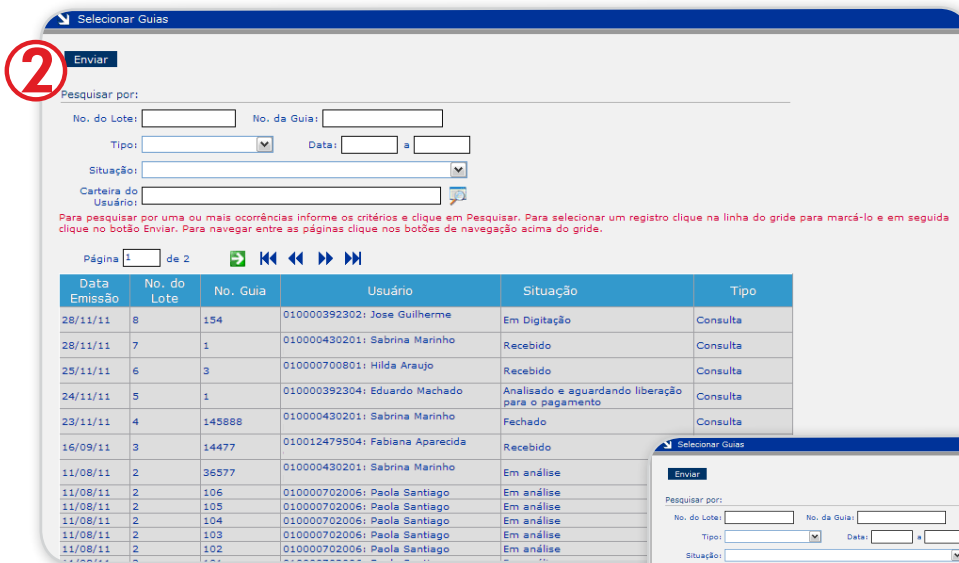 Selecionar Guias
2
Enviar
Pesquisar por:
No. do Lote: No. da Guia:
Tipo: Data: a
Situação:
Carteira do
Usuário:
Para pesquisar por uma ou mais ocorrências informe os critérios e clique em Pesquisar. Para selecionar um registro clique na linha do gride para marcá-lo e em seguida
clique no botão Enviar. Para navegar entre as páginas clique nos botões de navegação acima do gride.
Página 1 de 2
Data Emissão No. do Lote No. Guia Usuário Situação Tipo
28/11/11 8 154 010000392302: Jose Guilherme Em Digitação Consulta
28/11/11 7 1 010000430201: Sabrina Marinho Recebido Consulta
25/11/11 6 3 010000700801: Hilda Araujo Recebido Consulta
24/11/11 5 1 010000392304: Eduardo Machado Analisado e aguardando liberação para o pagamento Consulta
23/11/11 4 145888 010000430201: Sabrina Marinho Fechado Consulta
16/09/11 3 14477 010012479504: Fabiana Aparecida Recebido
11/08/11 2 36577 010000430201: Sabrina Marinho Em análise
11/08/11 2 106 010000702006: Paola Santiago Em análise
11/08/11 2 105 010000702006: Paola Santiago Em análise
11/08/11 2 104 010000702006: Paola Santiago Em análise
11/08/11 2 103 010000702006: Paola Santiago Em análise
11/08/11 2 102 010000702006: Paola Santiago Em análise
Selecionar Guias
Enviar
Pesquisar por:
No. do Lote: No. da Guia:
Tipo: Data: a
Situação: